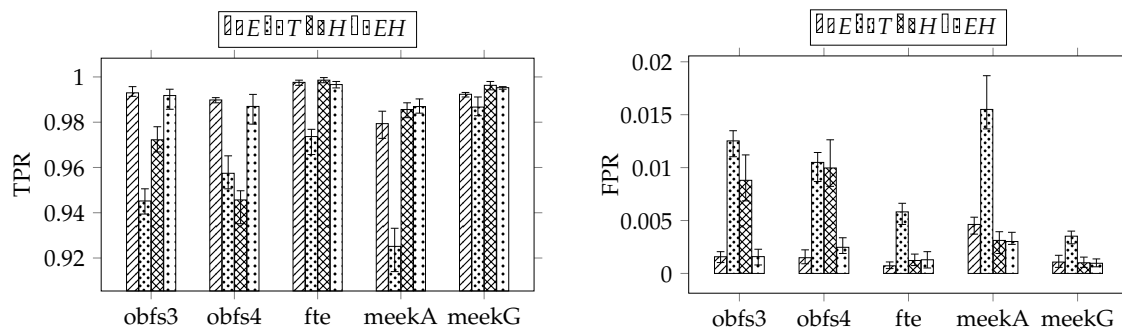 E T H EH
1
0.98
0.96
0.94
0.92
TPR
obfs3 obfs4 fte meekA meekG
E T H EH
0.02
0.015
0.01
0.005
0
FPR
obfs3 obfs4 fte meekA meekG